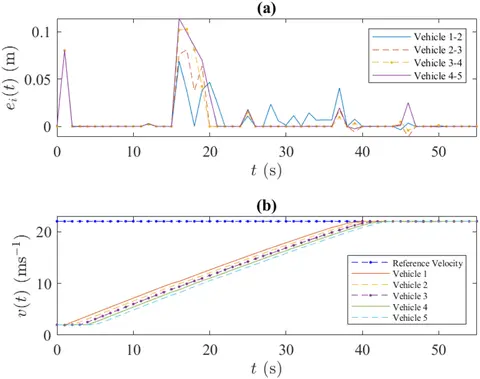 (a)
e_i(t) (m)
0.1
0.05
0
Vehicle 1-2
Vehicle 2-3
Vehicle 3-4
Vehicle 4-5
0 10 20 30 40 50
t (s)
(b)
v(t) (ms⁻¹)
20
10
0
Reference Velocity
Vehicle 1
Vehicle 2
Vehicle 3
Vehicle 4
Vehicle 5
0 10 20 30 40 50
t (s)